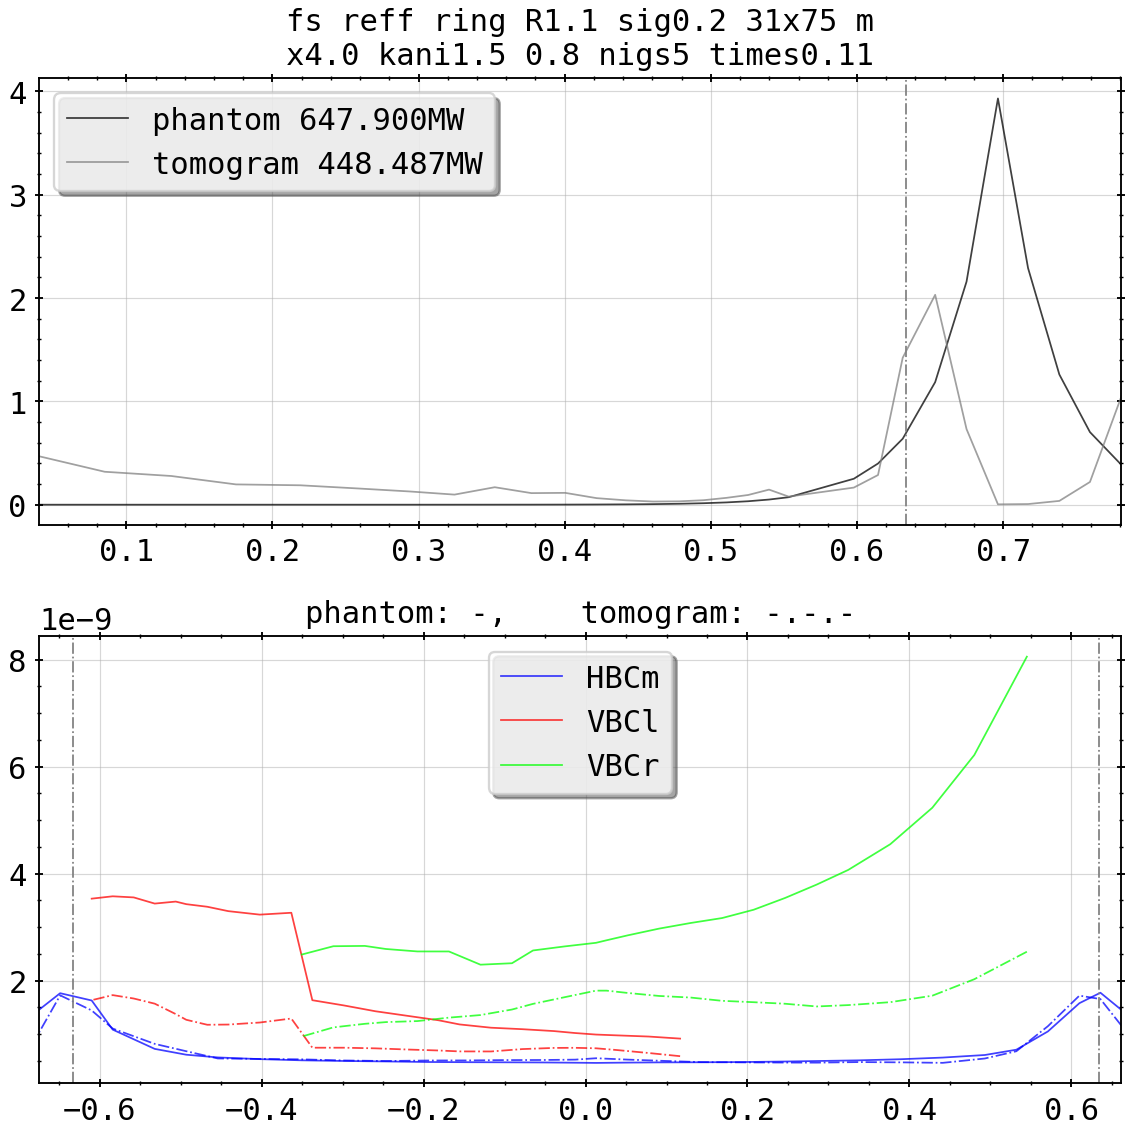 fs reff ring R1.1 sig0.2 31x75 m
x4.0 kani1.5 0.8 nigs5 times0.11
phantom 647.900MW
tomogram 448.487MW
4
3
2
1
0
0.1 0.2 0.3 0.4 0.5 0.6 0.7
1e−9
phantom: -,    tomogram: -.-.-
HBCm
VBCl
VBCr
8
6
4
2
−0.6 −0.4 −0.2 0.0 0.2 0.4 0.6